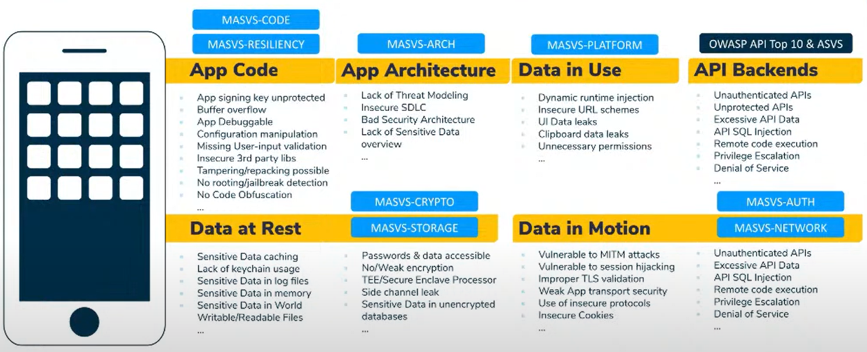 MASVS-CODE
MASVS-RESILIENCY
App Code
App signing key unprotected
Buffer overflow
App Debuggable
Configuration manipulation
Missing User-input validation
Insecure 3rd party libs
Tampering/repacking possible
No rooting/jailbreak detection
No Code Obfuscation
...
MASVS-ARCH
App Architecture
Lack of Threat Modeling
Insecure SDLC
Bad Security Architecture
Lack of Sensitive Data
overview
...
MASVS-PLATFORM
Data in Use
Dynamic runtime injection
Insecure URL schemes
UI Data leaks
Clipboard data leaks
Unnecessary permissions
...
OWASP API Top 10 & ASVS
API Backends
Unauthenticated APIs
Unprotected APIs
Excessive API Data
API SQL Injection
Remote code execution
Privilege Escalation
Denial of Service
...
Data at Rest
Sensitive Data caching
Lack of keychain usage
Sensitive Data in log files
Sensitive Data in memory
Sensitive Data in World
Writable/Readable Files
...
MASVS-CRYPTO
MASVS-STORAGE
Passwords & data accessible
No/Weak encryption
TEE/Secure Enclave Processor
Side channel leak
Sensitive Data in unencrypted
databases
...
Data in Motion
Vulnerable to MITM attacks
Vulnerable to session hijacking
Improper TLS validation
Weak App transport security
Use of insecure protocols
Insecure Cookies
...
MASVS-AUTH
MASVS-NETWORK
Unauthenticated APIs
Excessive API Data
API SQL Injection
Remote code execution
Privilege Escalation
Denial of Service
...